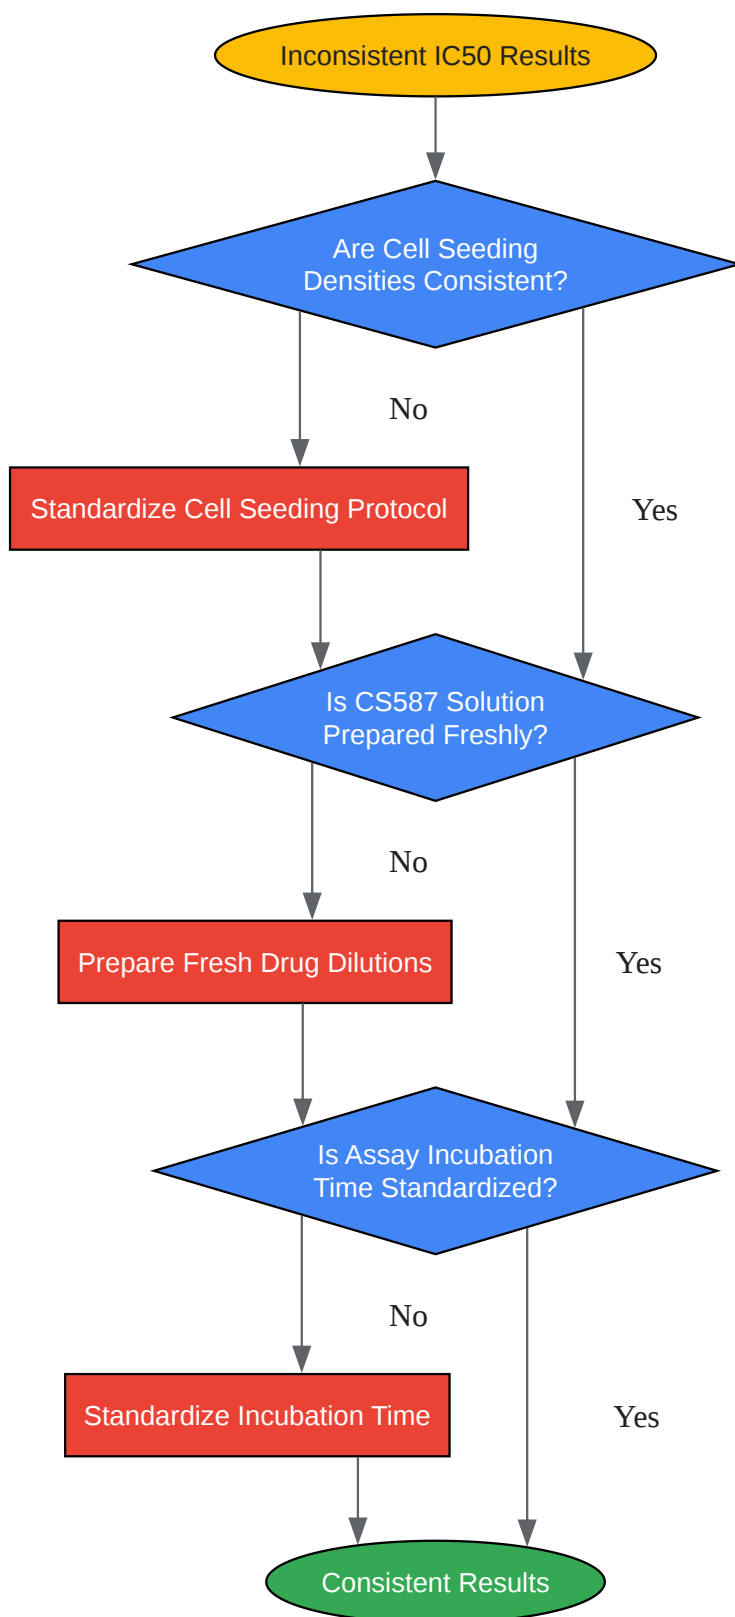 Inconsistent IC50 Results
Are Cell Seeding
Densities Consistent?
No
Standardize Cell Seeding Protocol
Yes
Is CS587 Solution
Prepared Freshly?
No
Prepare Fresh Drug Dilutions
Yes
Is Assay Incubation
Time Standardized?
No
Standardize Incubation Time
Yes
Consistent Results